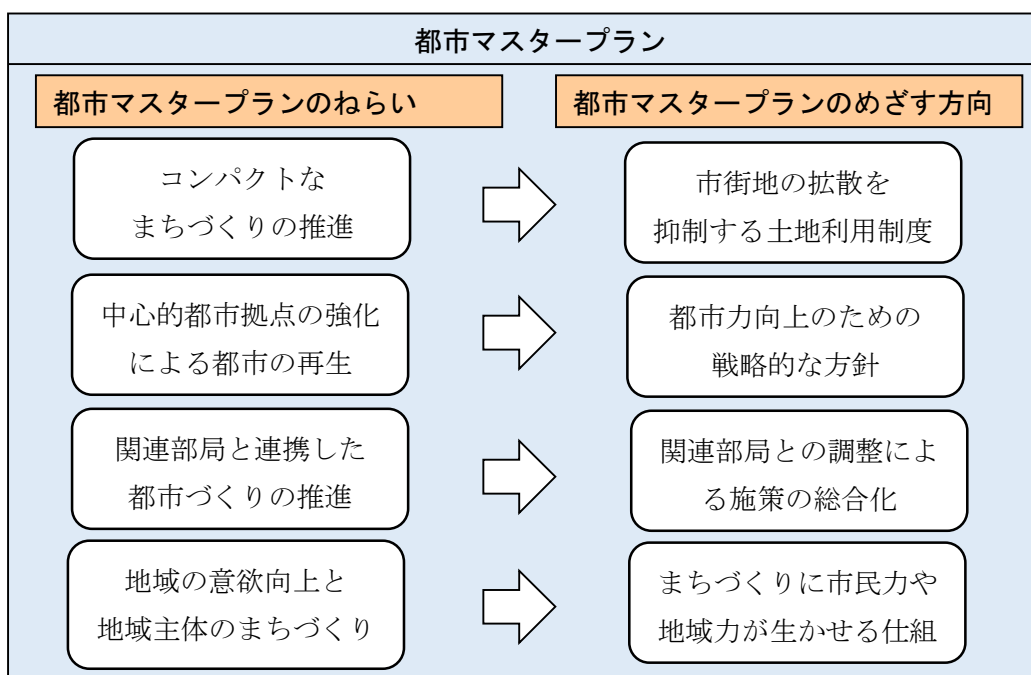 都市マスタープラン
都市マスタープランのねらい
都市マスタープランのめざす方向
コンパクトな
まちづくりの推進
市街地の拡散を
抑制する土地利用制度
中心的都市拠点の強化
による都市の再生
都市力向上のための
戦略的な方針
関連部局と連携した
都市づくりの推進
関連部局との調整によ
る施策の総合化
地域の意欲向上と
地域主体のまちづくり
まちづくりに市民力や
地域力が生かせる仕組